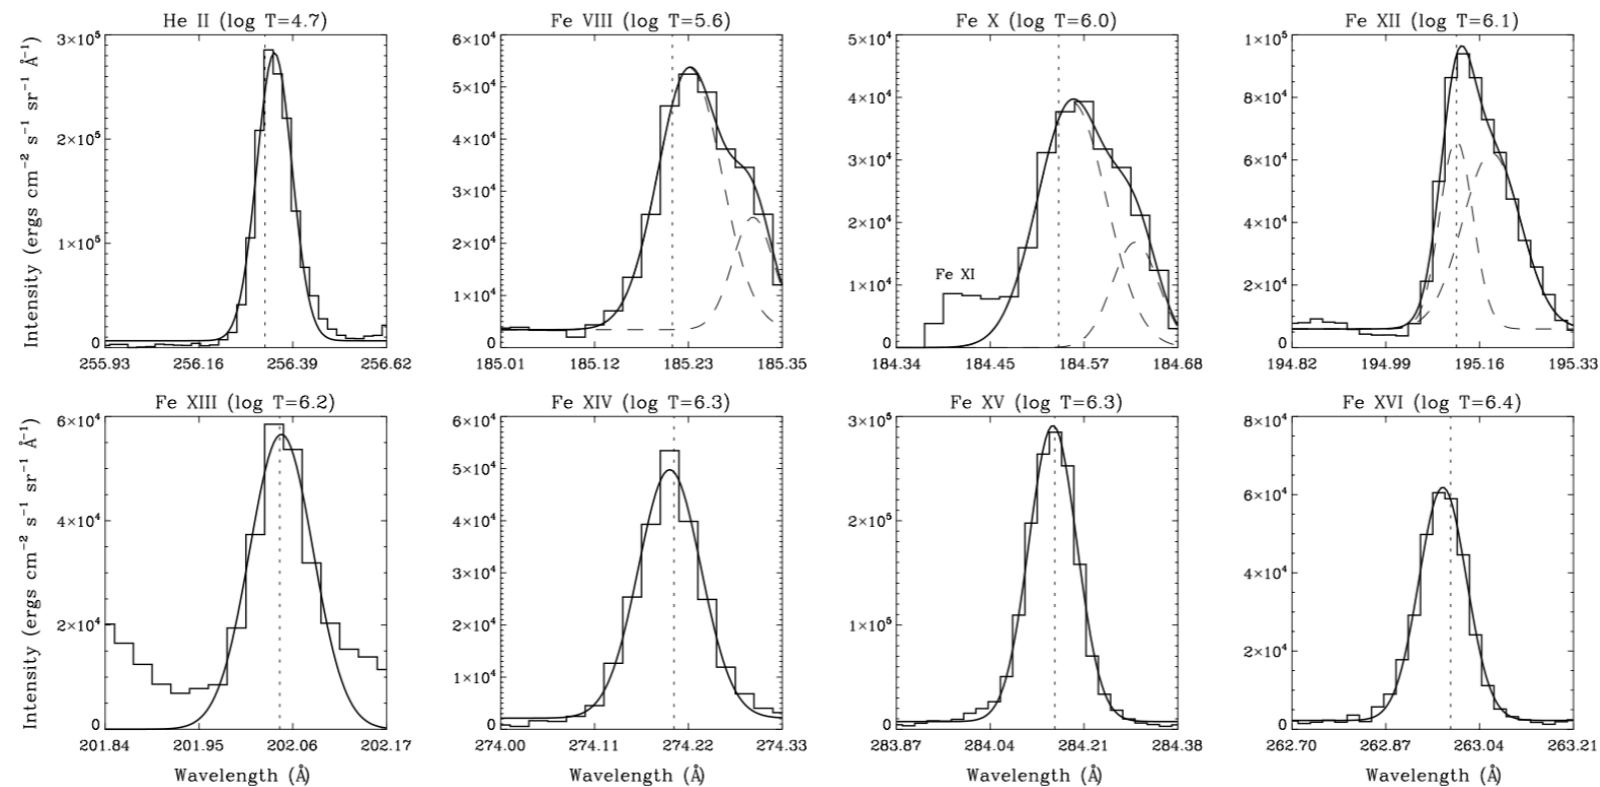 He II (log T=4.7)
Fe VIII (log T=5.6)
Fe X (log T=6.0)
Fe XII (log T=6.1)
Intensity (ergs cm⁻² s⁻¹ sr⁻¹ Å⁻¹)
3×10⁵
2×10⁵
1×10⁵
0
255.93 256.16 256.39 256.62
6×10⁴
5×10⁴
4×10⁴
3×10⁴
2×10⁴
1×10⁴
0
185.01 185.12 185.23 185.35
5×10⁴
4×10⁴
3×10⁴
2×10⁴
1×10⁴
0
Fe XI
184.34 184.45 184.57 184.68
1×10⁵
8×10⁴
6×10⁴
4×10⁴
2×10⁴
0
194.82 194.99 195.16 195.33
Fe XIII (log T=6.2)
Fe XIV (log T=6.3)
Fe XV (log T=6.3)
Fe XVI (log T=6.4)
Intensity (ergs cm⁻² s⁻¹ sr⁻¹ Å⁻¹)
6×10⁴
4×10⁴
2×10⁴
0
201.84 201.95 202.06 202.17
Wavelength (Å)
6×10⁴
5×10⁴
4×10⁴
3×10⁴
2×10⁴
1×10⁴
0
274.00 274.11 274.22 274.33
Wavelength (Å)
3×10⁵
2×10⁵
1×10⁵
0
283.87 284.04 284.21 284.38
Wavelength (Å)
8×10⁴
6×10⁴
4×10⁴
2×10⁴
0
262.70 262.87 263.04 263.21
Wavelength (Å)